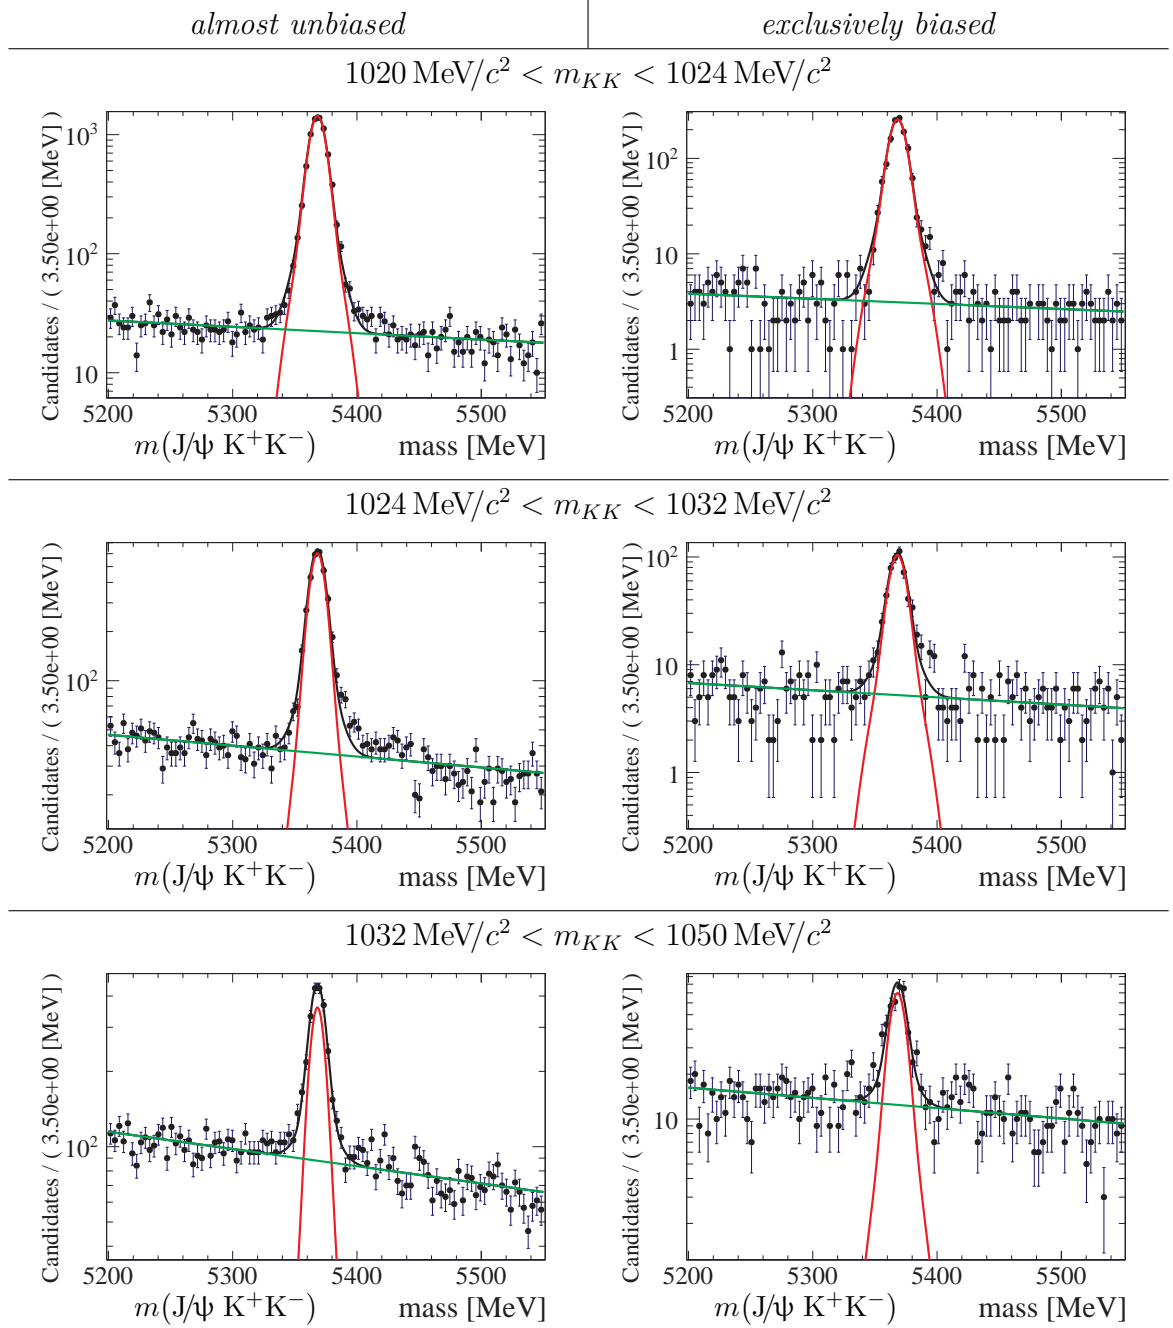 almost unbiased exclusively biased
1020 MeV/c² < m_KK < 1024 MeV/c²
Candidates / ( 3.50e+00 [MeV] )
10³
10²
10
5200 5300 5400 5500
m(J/ψ K⁺K⁻) mass [MeV]
Candidates / ( 3.50e+00 [MeV] )
10²
10
1
5200 5300 5400 5500
m(J/ψ K⁺K⁻) mass [MeV]
1024 MeV/c² < m_KK < 1032 MeV/c²
Candidates / ( 3.50e+00 [MeV] )
10²
5200 5300 5400 5500
m(J/ψ K⁺K⁻) mass [MeV]
Candidates / ( 3.50e+00 [MeV] )
10²
10
1
5200 5300 5400 5500
m(J/ψ K⁺K⁻) mass [MeV]
1032 MeV/c² < m_KK < 1050 MeV/c²
Candidates / ( 3.50e+00 [MeV] )
10²
5200 5300 5400 5500
m(J/ψ K⁺K⁻) mass [MeV]
Candidates / ( 3.50e+00 [MeV] )
10
5200 5300 5400 5500
m(J/ψ K⁺K⁻) mass [MeV]